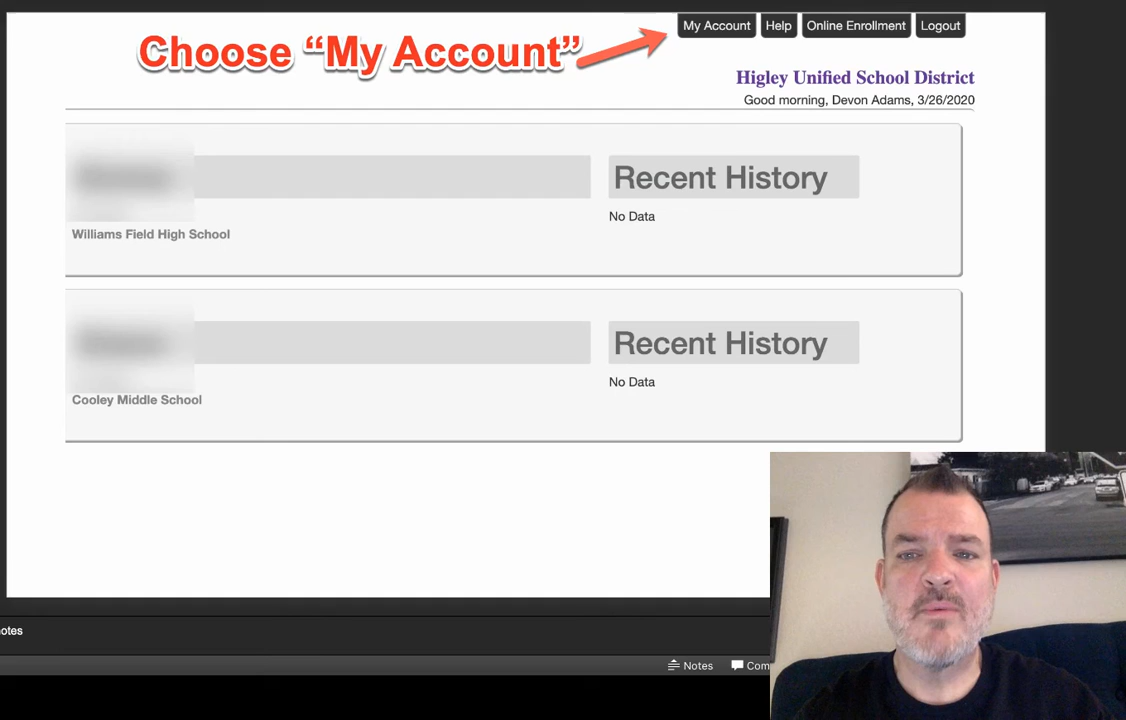 My Account Help Online Enrollment Logout
Choose “My Account”
Higley Unified School District
Good morning, Devon Adams, 3/26/2020
Recent History
No Data
Williams Field High School
Recent History
No Data
Cooley Middle School
otes
Notes Com